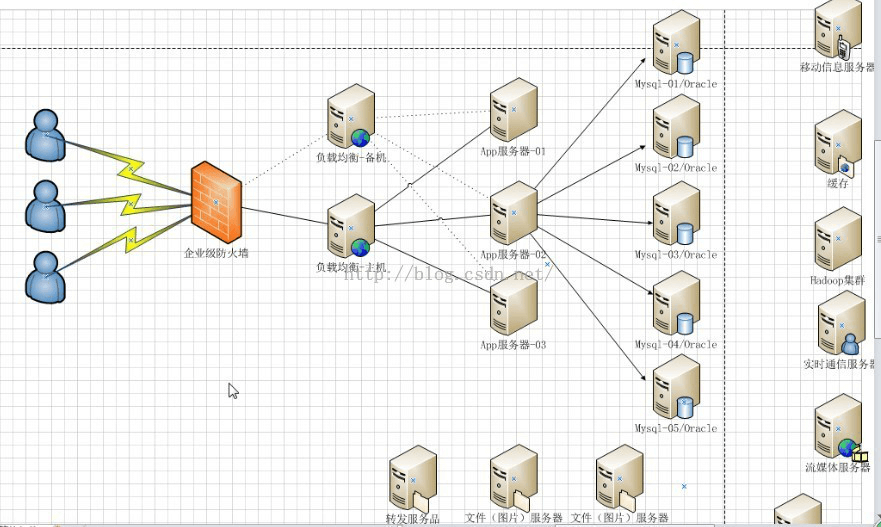 Mysql-01/Oracle
移动信息服务器
负载均衡-备机
App服务器-01
Mysql-02/Oracle
缓存
企业级防火墙
负载均衡-主机
App服务器-02
Mysql-03/Oracle
http://blog.csdn.net/
Hadoop集群
App服务器-03
Mysql-04/Oracle
实时通信服务器
Mysql-05/Oracle
流媒体服务器
转发服务品
文件（图片）服务器
文件（图片）服务器